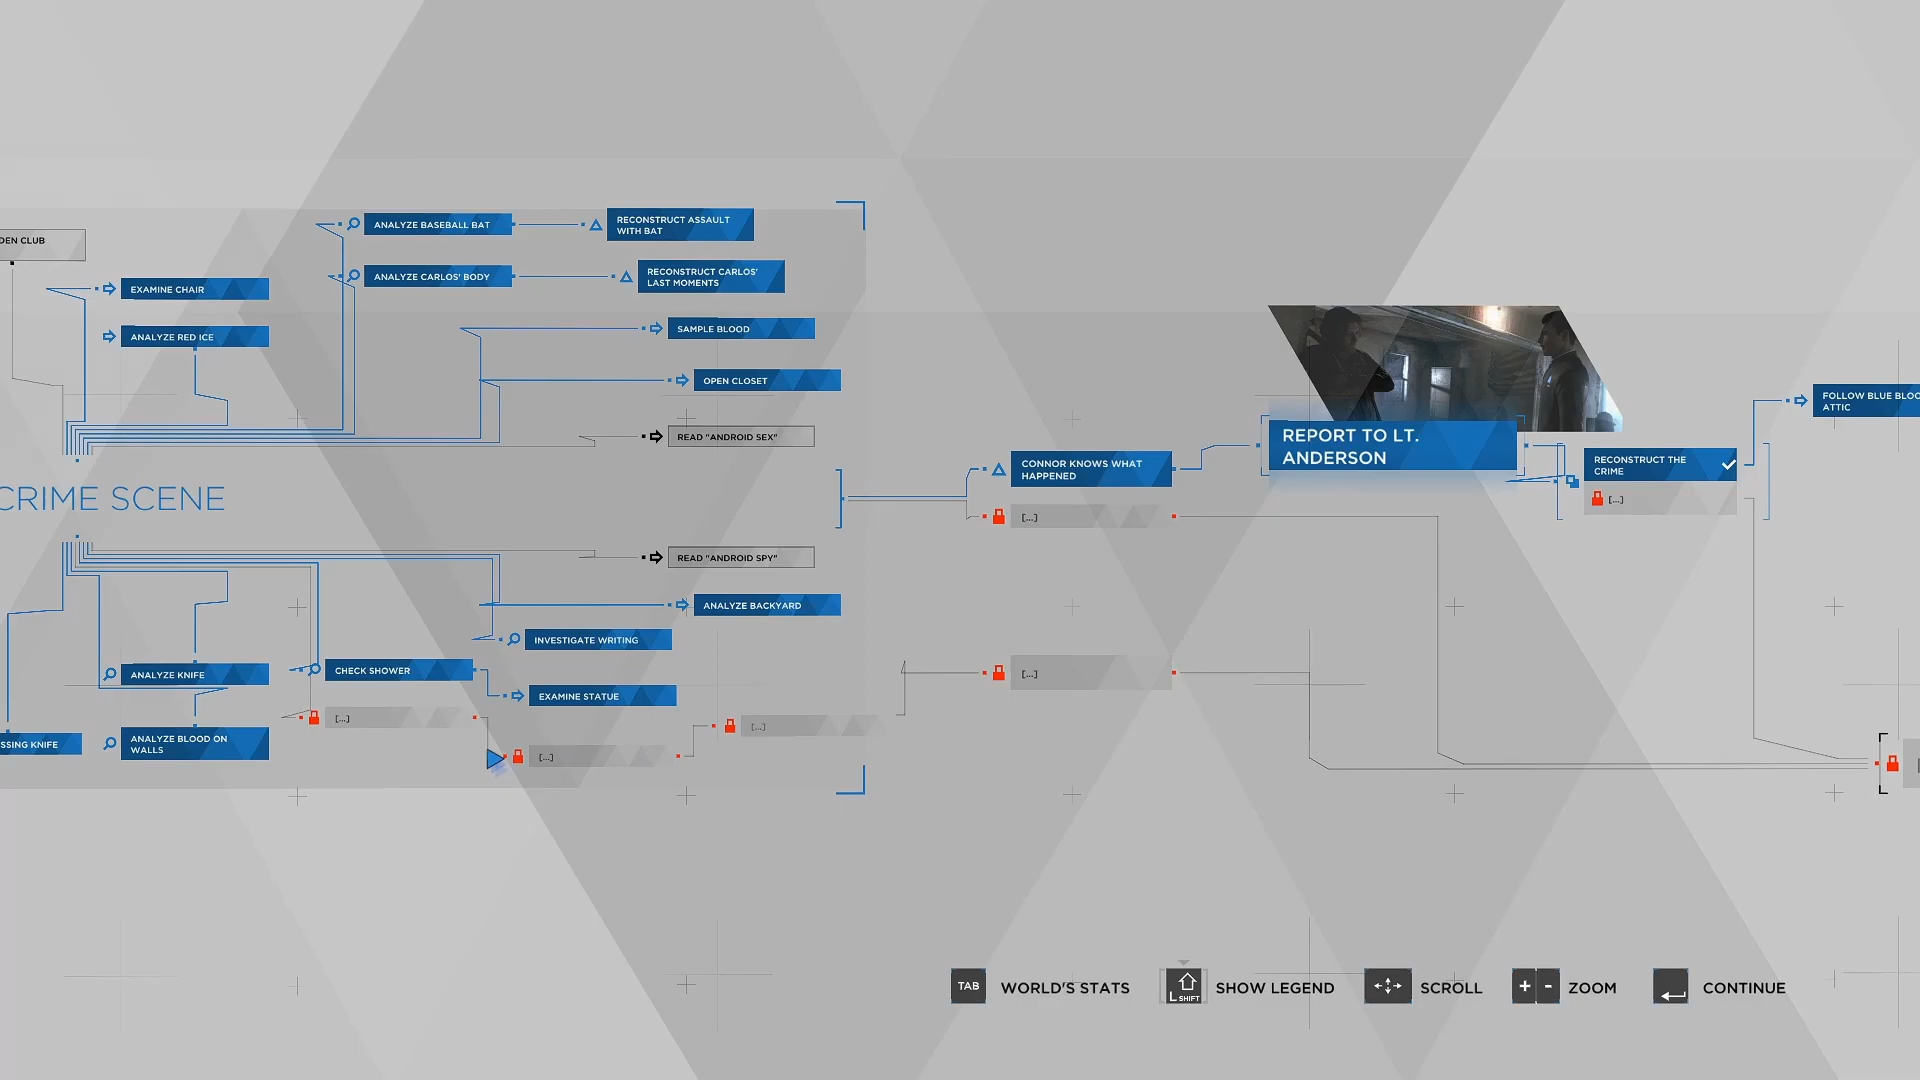 DEN CLUB
EXAMINE CHAIR
ANALYZE RED ICE
ANALYZE BASEBALL BAT
RECONSTRUCT ASSAULT
WITH BAT
ANALYZE CARLOS' BODY
RECONSTRUCT CARLOS'
LAST MOMENTS
SAMPLE BLOOD
OPEN CLOSET
READ "ANDROID SEX"
CRIME SCENE
READ "ANDROID SPY"
ANALYZE BACKYARD
INVESTIGATE WRITING
ANALYZE KNIFE
CHECK SHOWER
EXAMINE STATUE
[...]
[...]
[...]
SSING KNIFE
ANALYZE BLOOD ON
WALLS
CONNOR KNOWS WHAT
HAPPENED
[...]
[...]
REPORT TO LT.
ANDERSON
RECONSTRUCT THE
CRIME
[...]
FOLLOW BLUE BLOO
ATTIC
TAB WORLD'S STATS
L SHIFT SHOW LEGEND
SCROLL
+ - ZOOM
CONTINUE